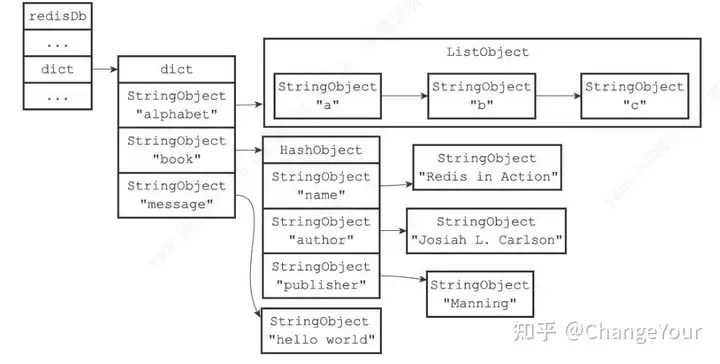 redisDb
...
dict
...
dict
StringObject
"alphabet"
StringObject
"book"
StringObject
"message"
ListObject
StringObject
"a"
StringObject
"b"
StringObject
"c"
HashObject
StringObject
"name"
StringObject
"author"
StringObject
"publisher"
StringObject
"Redis in Action"
StringObject
"Josiah L. Carlson"
StringObject
"Manning"
StringObject
"hello world"
知乎 @ChangeYour